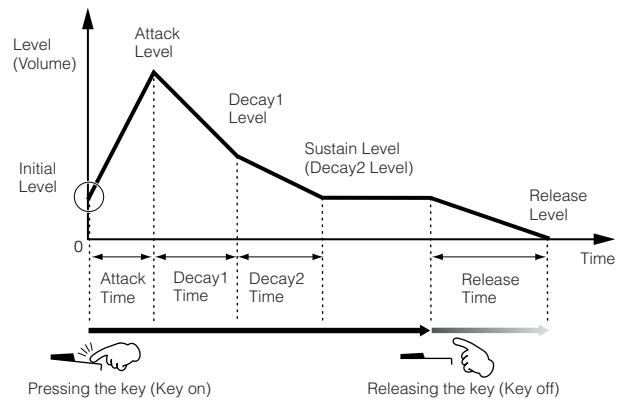 Level
(Volume)
Attack
Level
Decay1
Level
Sustain Level
(Decay2 Level)
Initial
Level
Release
Level
0
Time
Attack
Time
Decay1
Time
Decay2
Time
Release
Time
Pressing the key (Key on)
Releasing the key (Key off)